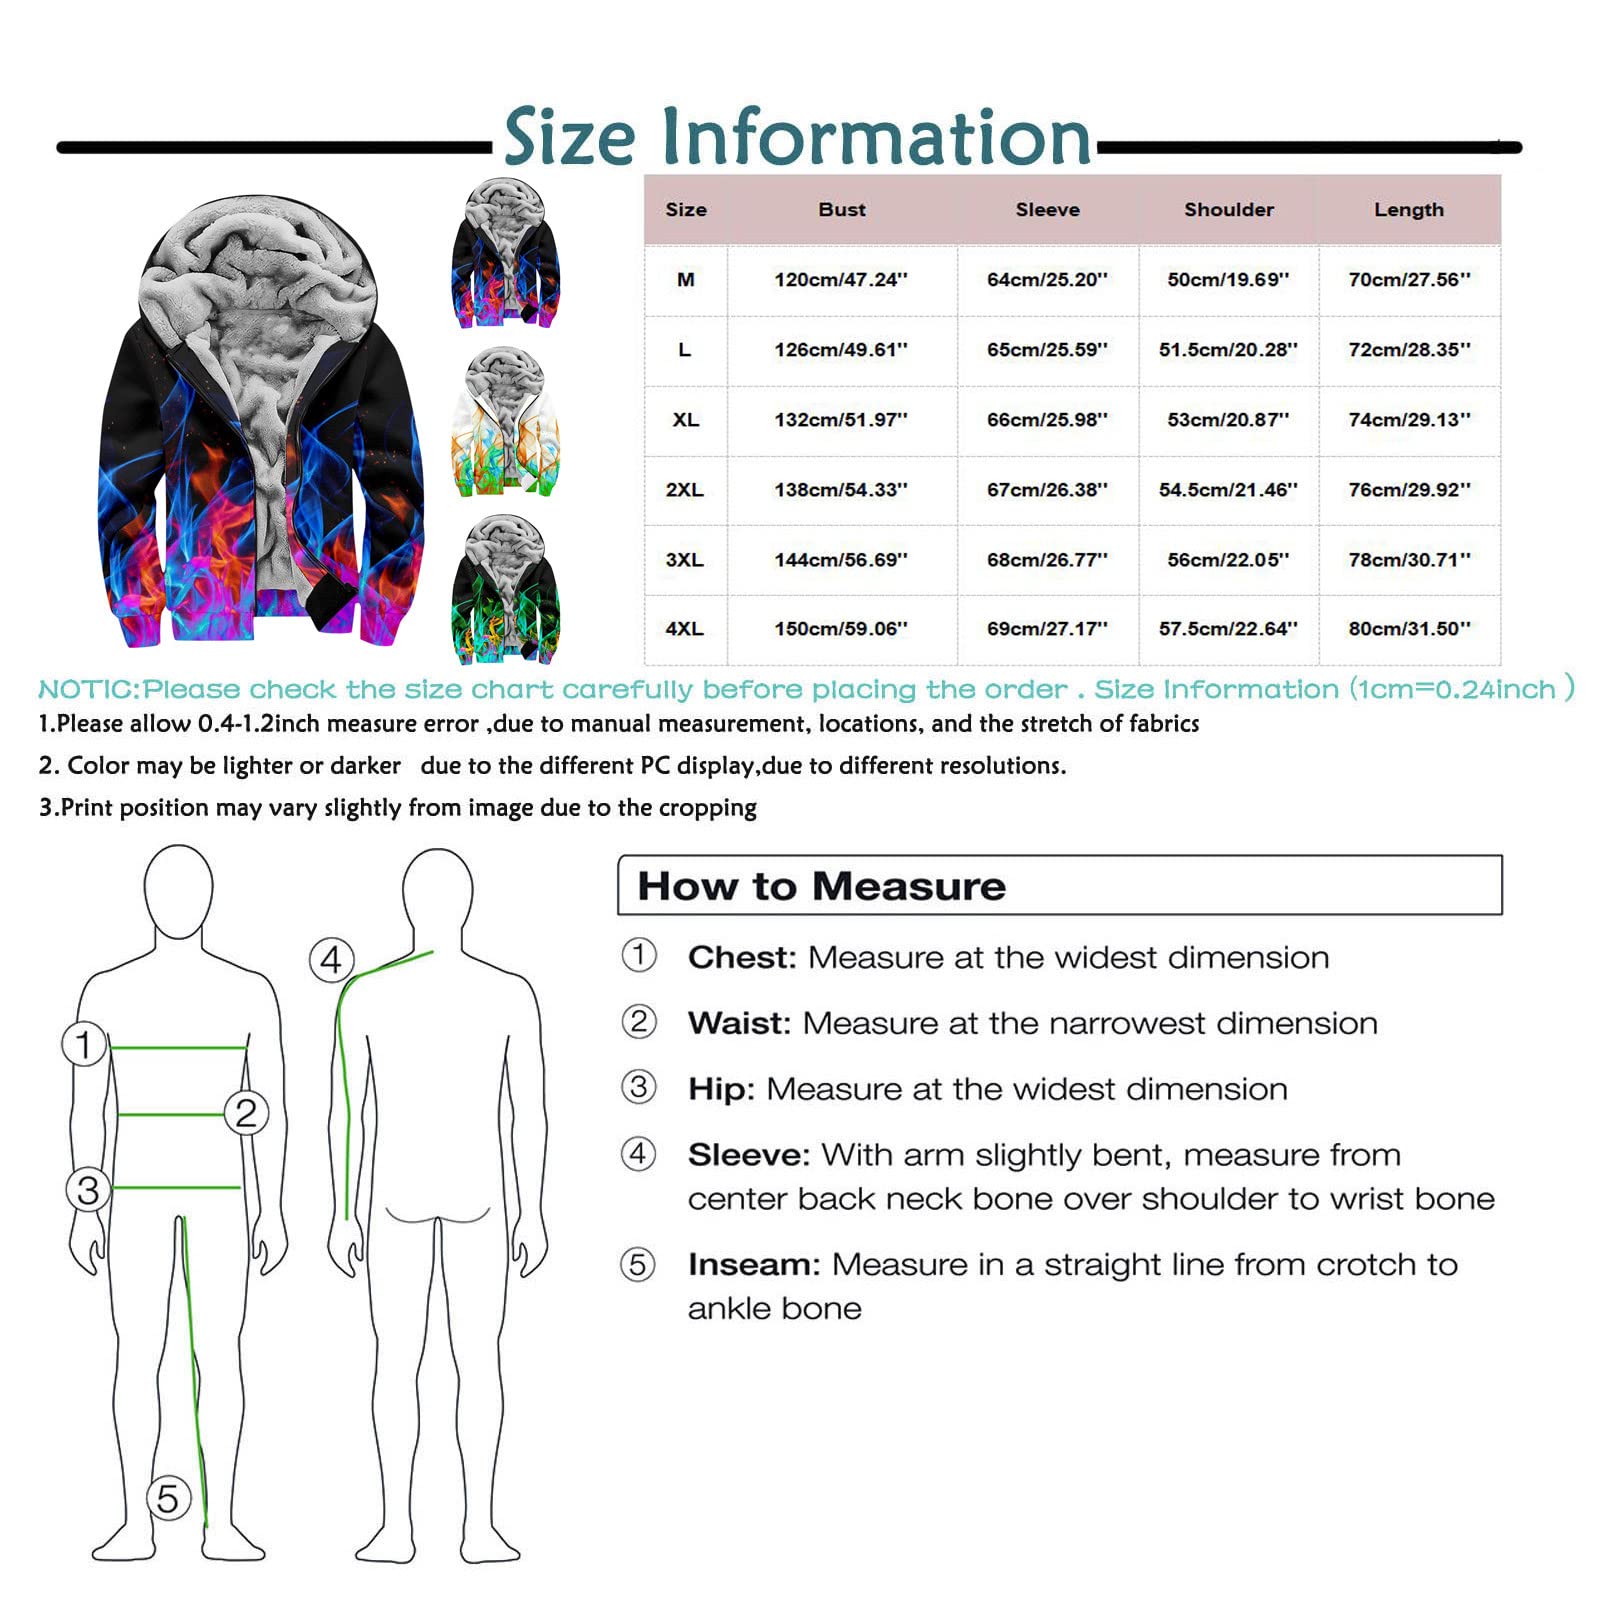 Size Information
Size Bust Sleeve Shoulder Length
M 120cm/47.24'' 64cm/25.20'' 50cm/19.69'' 70cm/27.56''
L 126cm/49.61'' 65cm/25.59'' 51.5cm/20.28'' 72cm/28.35''
XL 132cm/51.97'' 66cm/25.98'' 53cm/20.87'' 74cm/29.13''
2XL 138cm/54.33'' 67cm/26.38'' 54.5cm/21.46'' 76cm/29.92''
3XL 144cm/56.69'' 68cm/26.77'' 56cm/22.05'' 78cm/30.71''
4XL 150cm/59.06'' 69cm/27.17'' 57.5cm/22.64'' 80cm/31.50''
NOTIC:Please check the size chart carefully before placing the order . Size Information (1cm=0.24inch )
1.Please allow 0.4-1.2inch measure error ,due to manual measurement, locations, and the stretch of fabrics
2. Color may be lighter or darker due to the different PC display,due to different resolutions.
3.Print position may vary slightly from image due to the cropping
1
2
3
4
5
How to Measure
1 Chest: Measure at the widest dimension
2 Waist: Measure at the narrowest dimension
3 Hip: Measure at the widest dimension
4 Sleeve: With arm slightly bent, measure from
center back neck bone over shoulder to wrist bone
5 Inseam: Measure in a straight line from crotch to
ankle bone